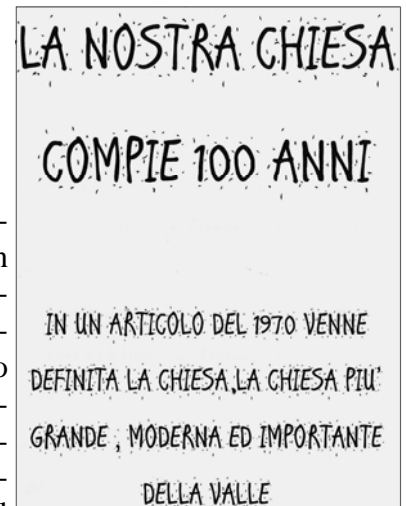 LA NOSTRA CHIESA
COMPIE 100 ANNI
IN UN ARTICOLO DEL 1970 VENNE
DEFINITA LA CHIESA,LA CHIESA PIU'
GRANDE , MODERNA ED IMPORTANTE
DELLA VALLE